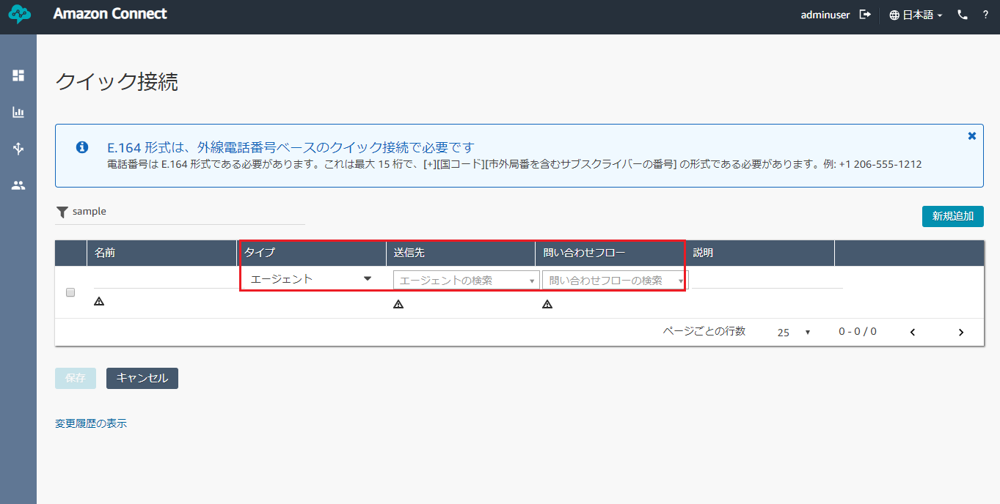 Amazon Connect
adminuser 日本語 ?
クイック接続
E.164 形式は、外線電話番号ベースのクイック接続で必要です
電話番号は E.164 形式である必要があります。これは最大 15 桁で、[+][国コード][市外局番を含むサブスクライバーの番号] の形式である必要があります。例: +1 206-555-1212
sample
新規追加
名前 タイプ 送信先 問い合わせフロー 説明
エージェント エージェントの検索 問い合わせフローの検索
ページごとの行数 25 0 - 0 / 0
保存 キャンセル
変更履歴の表示